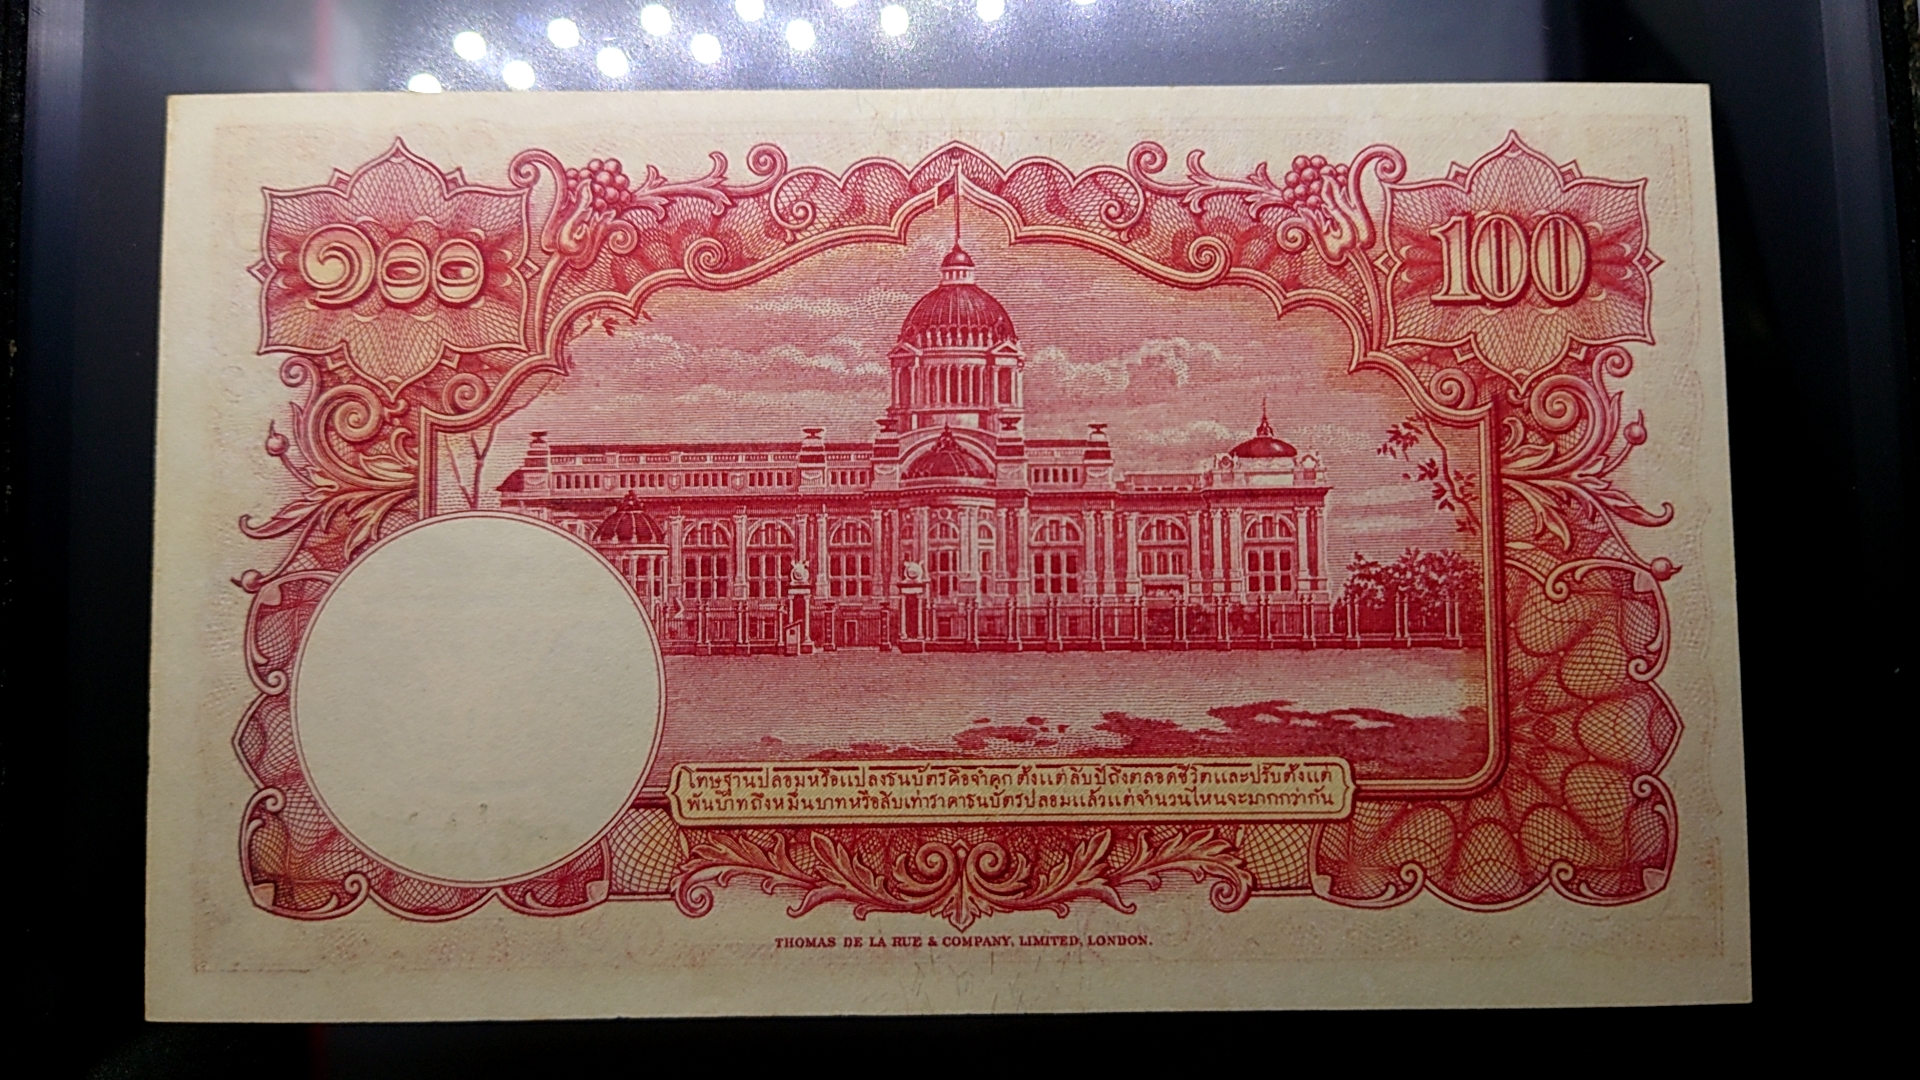 ๑๐๐
100
โทษฐานปลอมหรือแปลงธนบัตรคือจำคุกตั้งแต่สิบปีถึงตลอดชีวิตและปรับตั้งแต่
พันบาทถึงหมื่นบาทหรือสิบเท่าราคาธนบัตรปลอมแล้วแต่จำนวนไหนจะมากกว่ากัน
THOMAS DE LA RUE & COMPANY, LIMITED, LONDON.